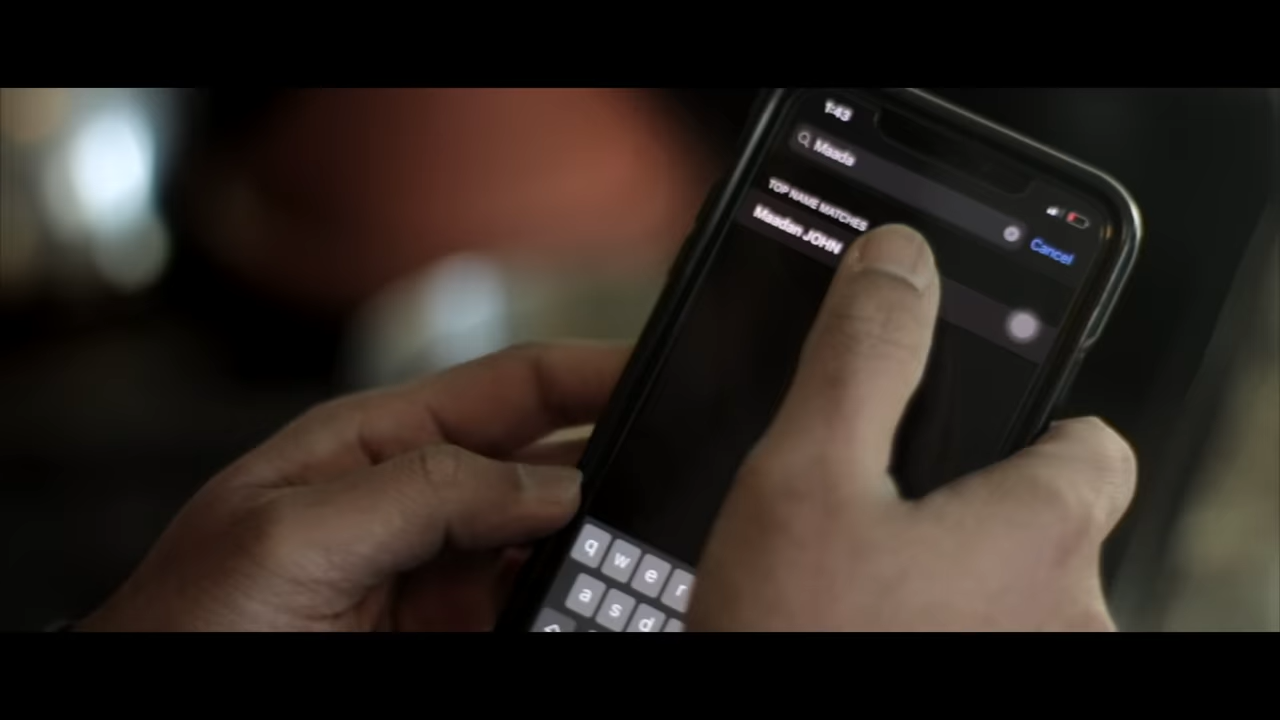 1:43
Maada
Cancel
TOP NAME MATCHES
Maadan JOHN
q w e r
a s d